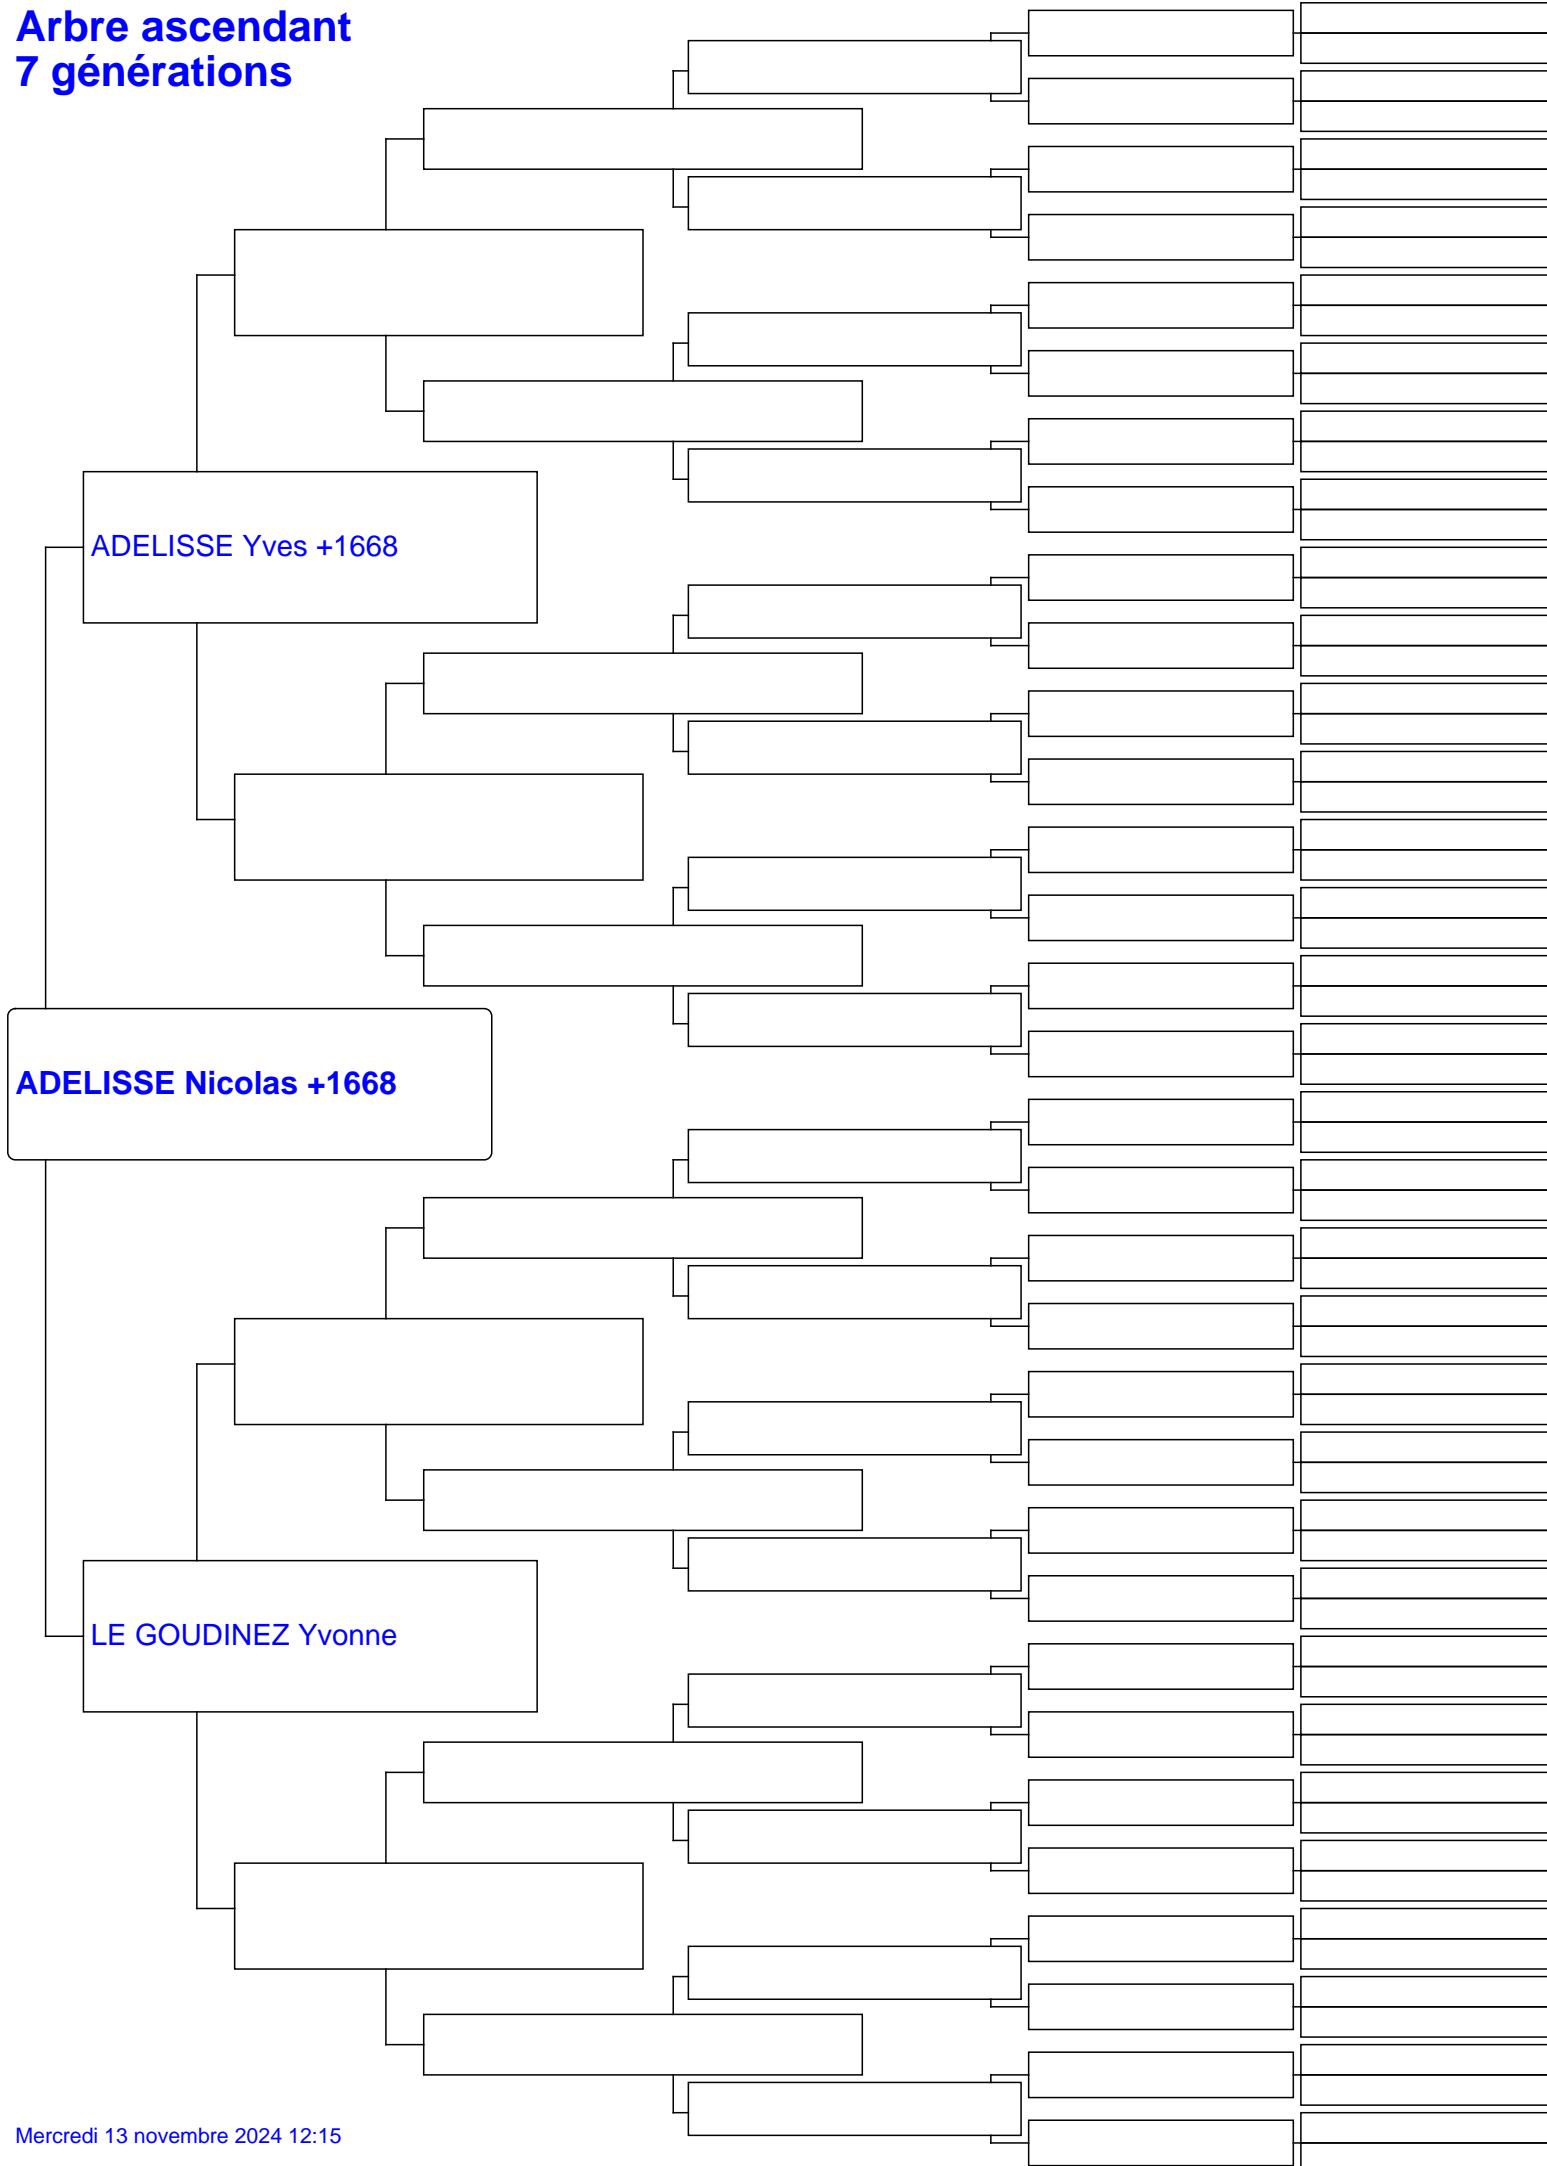 Arbre ascendant
7 générations
ADELISSE Yves +1668
ADELISSE Nicolas +1668
LE GOUDINEZ Yvonne
Mercredi 13 novembre 2024 12:15